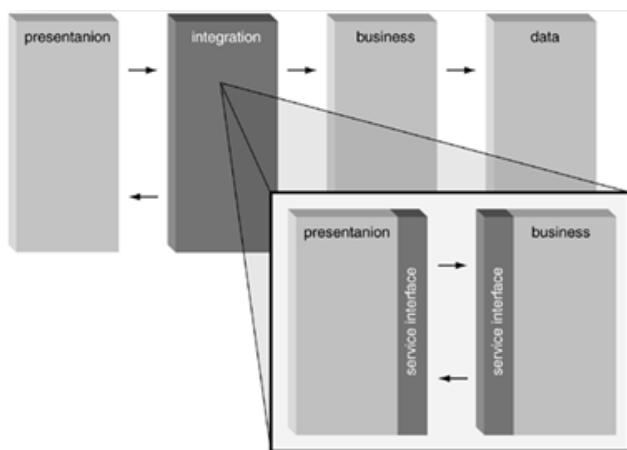 presentanion
integration
business
data
presentanion
service interface
service interface
business